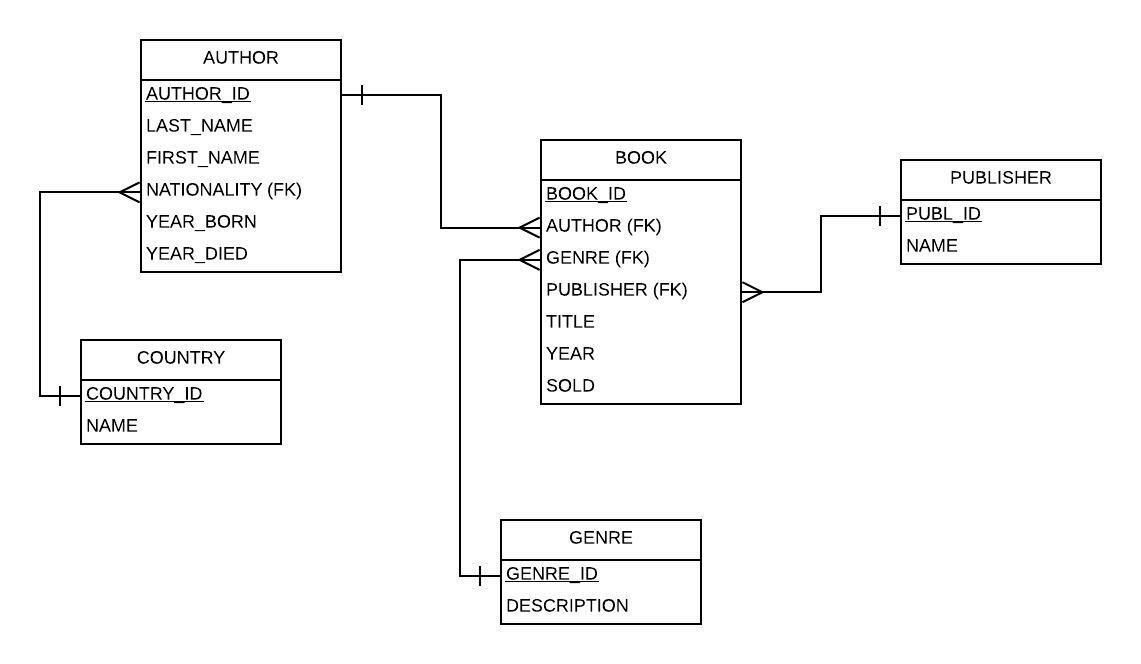 AUTHOR
AUTHOR_ID
LAST_NAME
FIRST_NAME
NATIONALITY (FK)
YEAR_BORN
YEAR_DIED
COUNTRY
COUNTRY_ID
NAME
BOOK
BOOK_ID
AUTHOR (FK)
GENRE (FK)
PUBLISHER (FK)
TITLE
YEAR
SOLD
PUBLISHER
PUBL_ID
NAME
GENRE
GENRE_ID
DESCRIPTION